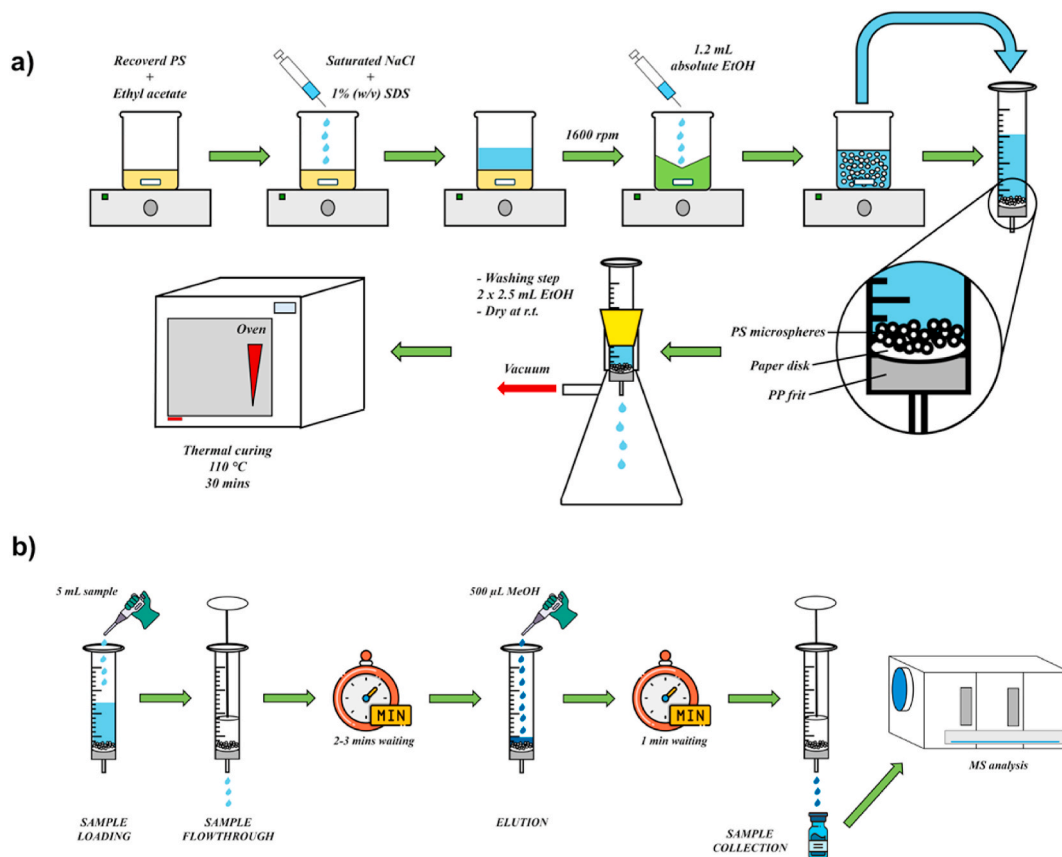 a)
Recoverd PS
+
Ethyl acetate
Saturated NaCl
+
1% (w/v) SDS
1600 rpm
1.2 mL
absolute EtOH
Oven
Thermal curing
110 °C
30 mins
- Washing step
2 x 2.5 mL EtOH
- Dry at r.t.
Vacuum
PS microspheres
Paper disk
PP frit
b)
5 mL sample
SAMPLE
LOADING
SAMPLE
FLOWTHROUGH
MIN
2-3 mins waiting
500 µL MeOH
ELUTION
MIN
1 min waiting
SAMPLE
COLLECTION
MS analysis